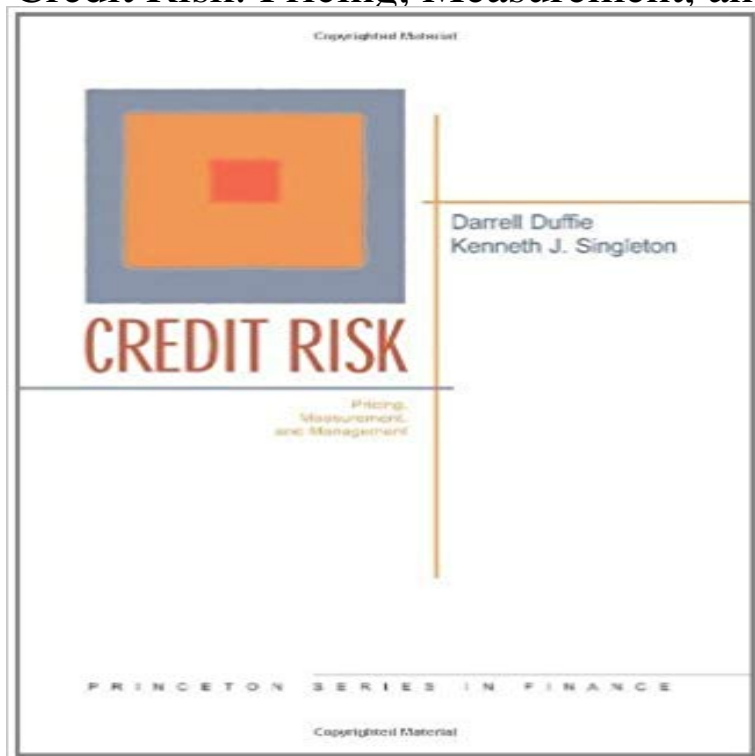 Credit Risk: Pricing, Measurement, an
Copyrighted Material
Darrell Duffie
Kenneth J. Singleton
CREDIT RISK
Pricing,
Measurement,
and Management
PRINCETON SERIES IN FINANCE
Copyrighted Material